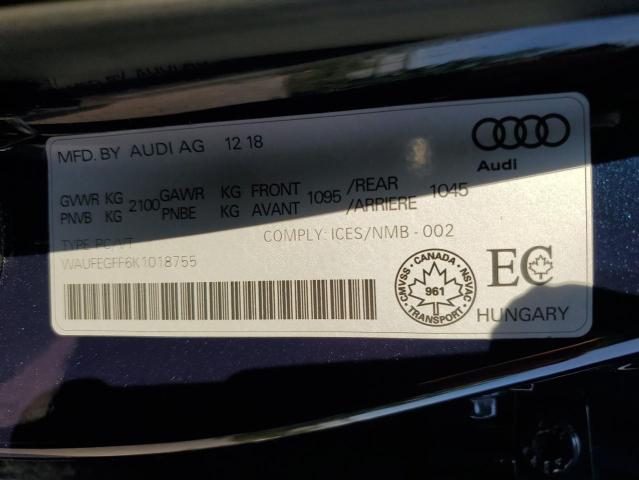 MFD. BY AUDI AG 12 18
Audi
GVWR KG 2100 GAWR KG FRONT 1095 /REAR 1045
PNVB KG PNBE KG AVANT /ARRIERE
TYPE PC/VT
COMPLY: ICES/NMB - 002
WAUFEGFF6K1018755
CMVSS · CANADA · NSVAC
961
TRANSPORT
EC
HUNGARY